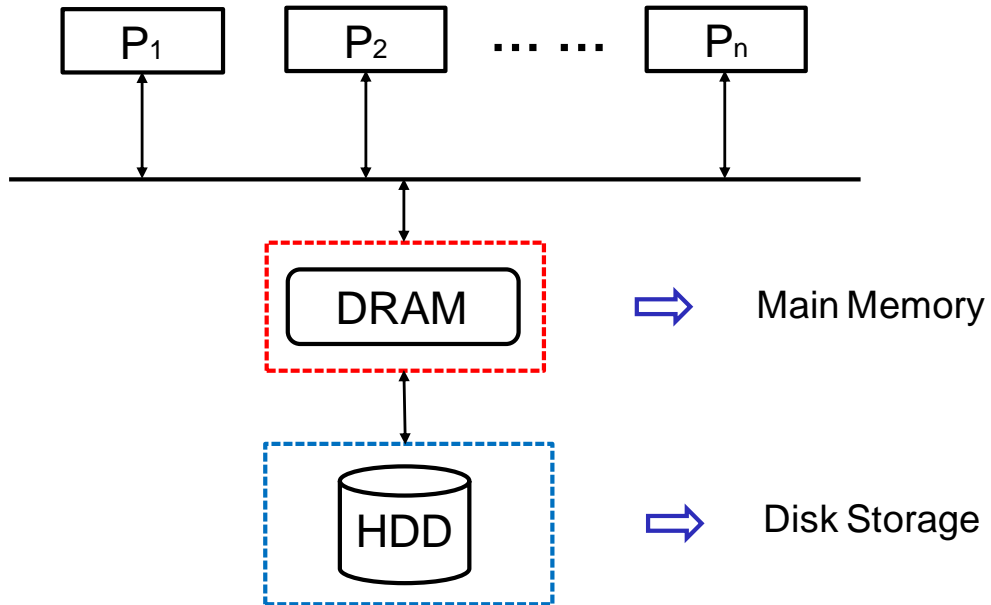 P1 P2 ... ... Pn
DRAM
Main Memory
HDD
Disk Storage